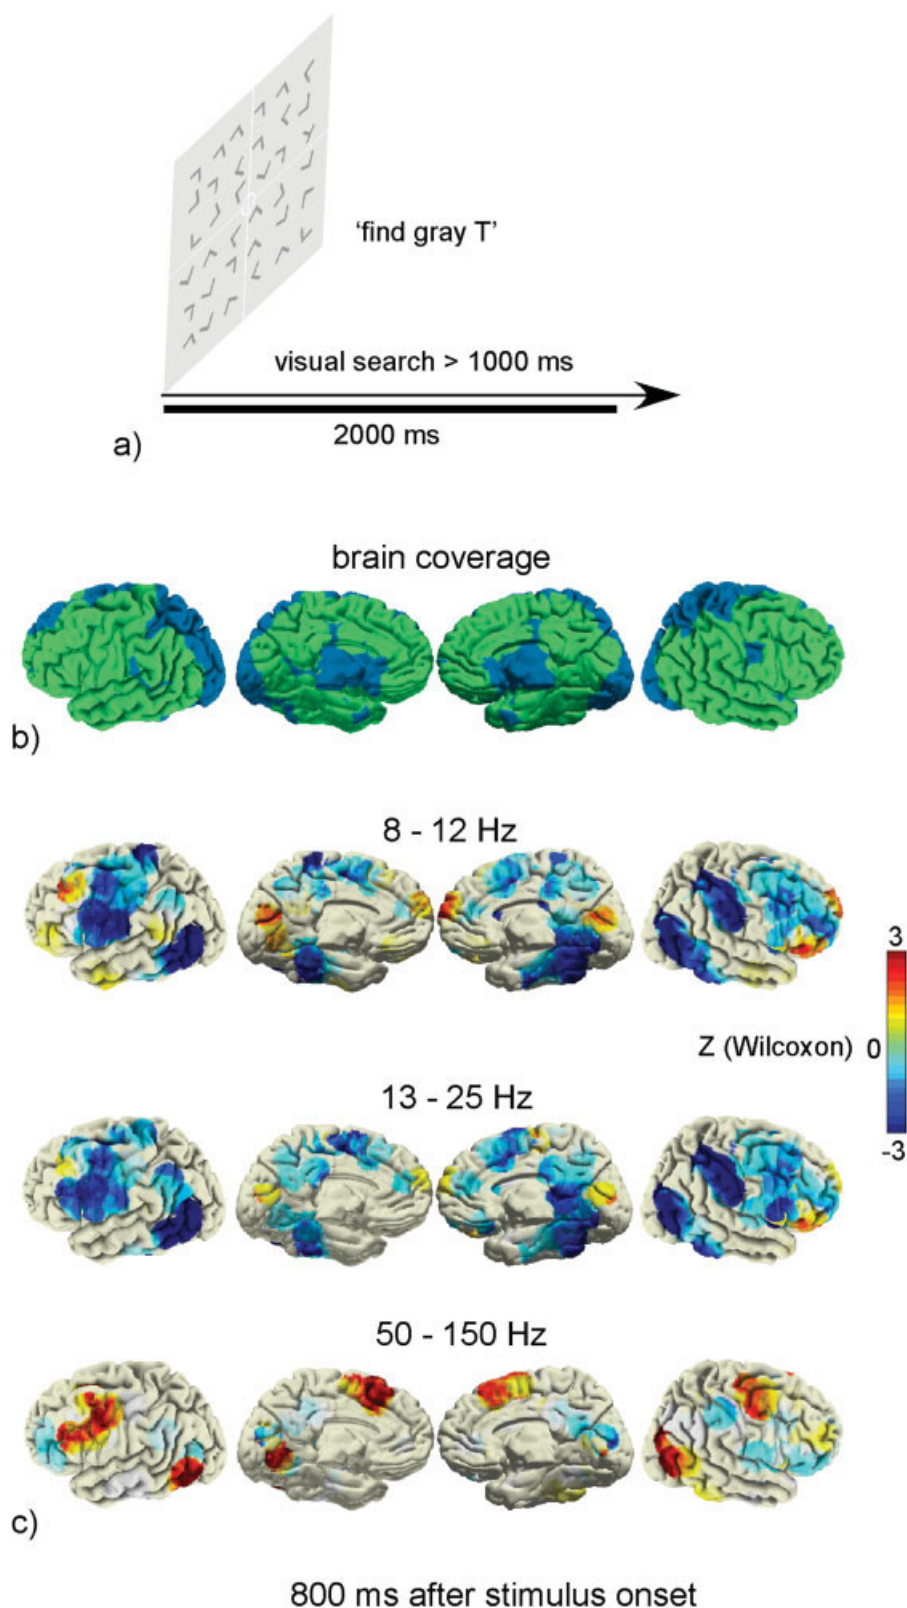 'find gray T'
visual search > 1000 ms
2000 ms
a)
brain coverage
b)
8 - 12 Hz
3
Z (Wilcoxon) 0
-3
13 - 25 Hz
50 - 150 Hz
c)
800 ms after stimulus onset